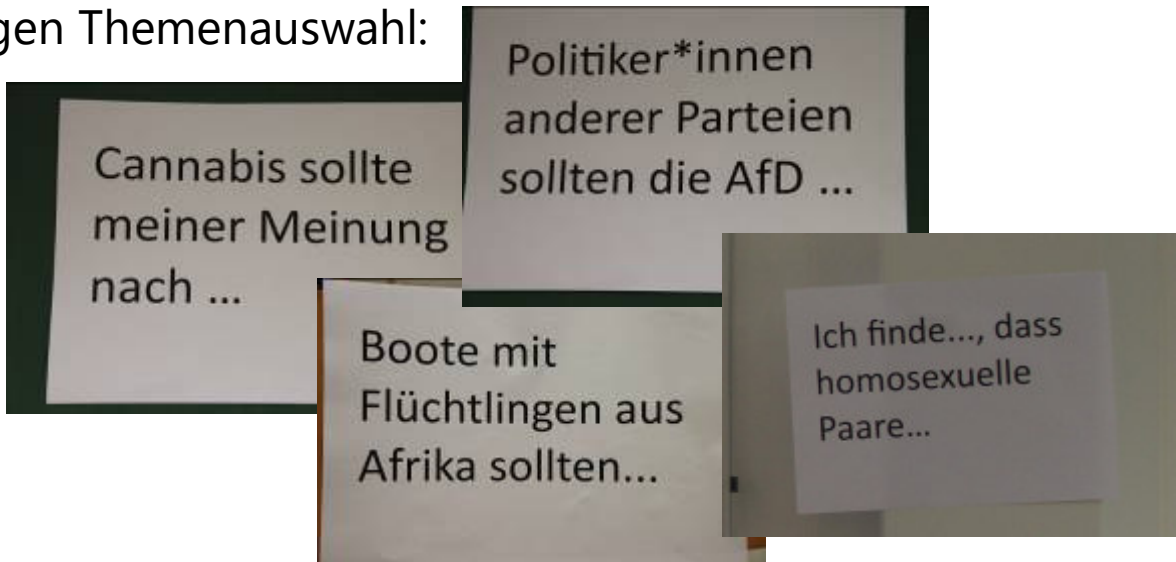 gen Themenauswahl:
Cannabis sollte
meiner Meinung
nach ...
Politiker*innen
anderer Parteien
sollten die AfD ...
Boote mit
Flüchtlingen aus
Afrika sollten...
Ich finde..., dass
homosexuelle
Paare...